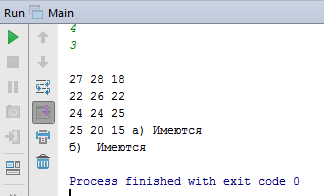 Run Main
4
3
27 28 18
22 26 22
24 24 25
25 20 15 а) Имеются
б) Имеются
Process finished with exit code 0